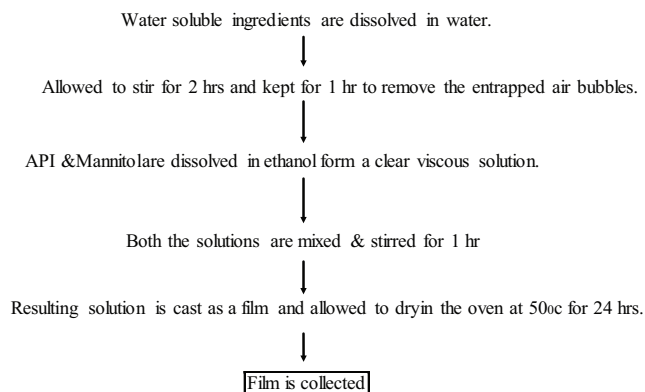 Water soluble ingredients are dissolved in water.
Allowed to stir for 2 hrs and kept for 1 hr to remove the entrapped air bubbles.
API &Mannitolare dissolved in ethanol form a clear viscous solution.
Both the solutions are mixed & stirred for 1 hr
Resulting solution is cast as a film and allowed to dryin the oven at 500c for 24 hrs.
Film is collected